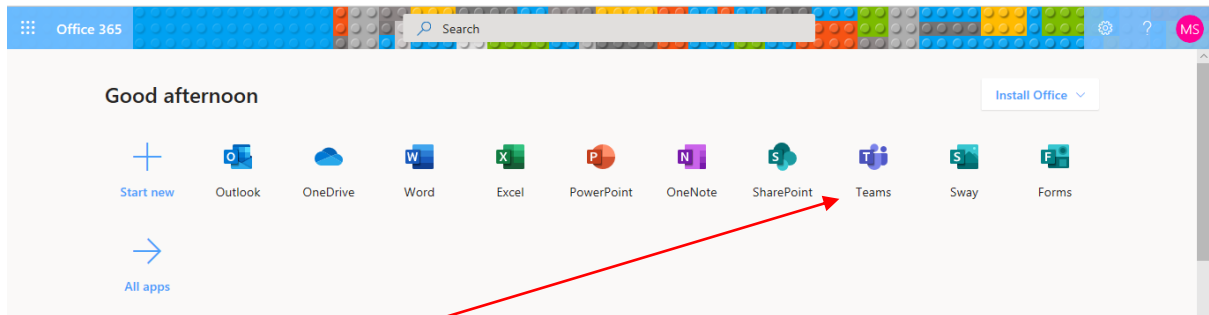 Office 365
Search
?
MS
Good afternoon
Install Office
Start new
O
Outlook
OneDrive
W
Word
X
Excel
P
PowerPoint
N
OneNote
S
SharePoint
T
Teams
S
Sway
F
Forms
All apps